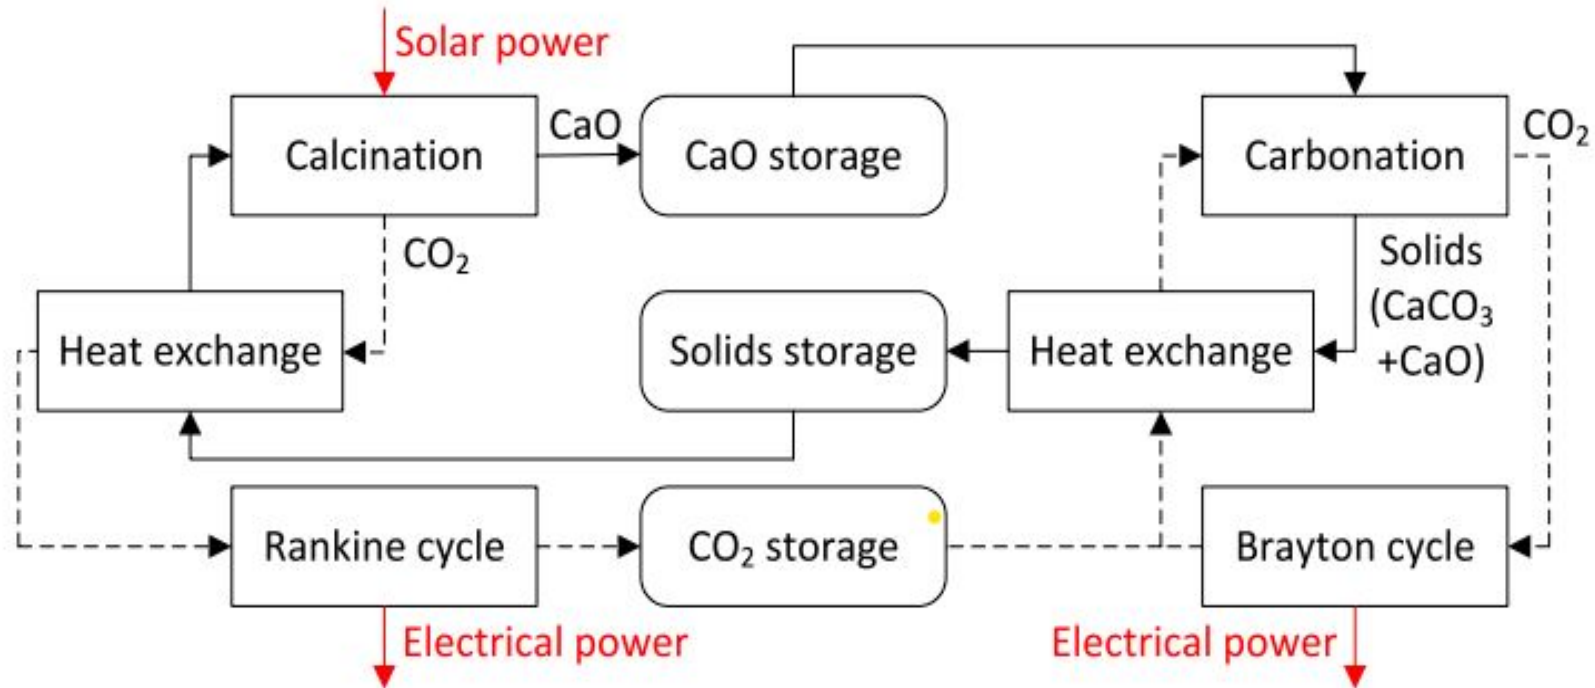 Solar power
Calcination
CaO
CaO storage
Carbonation
CO₂
CO₂
Solids
(CaCO₃
+CaO)
Heat exchange
Solids storage
Heat exchange
Rankine cycle
CO₂ storage
Brayton cycle
Electrical power
Electrical power